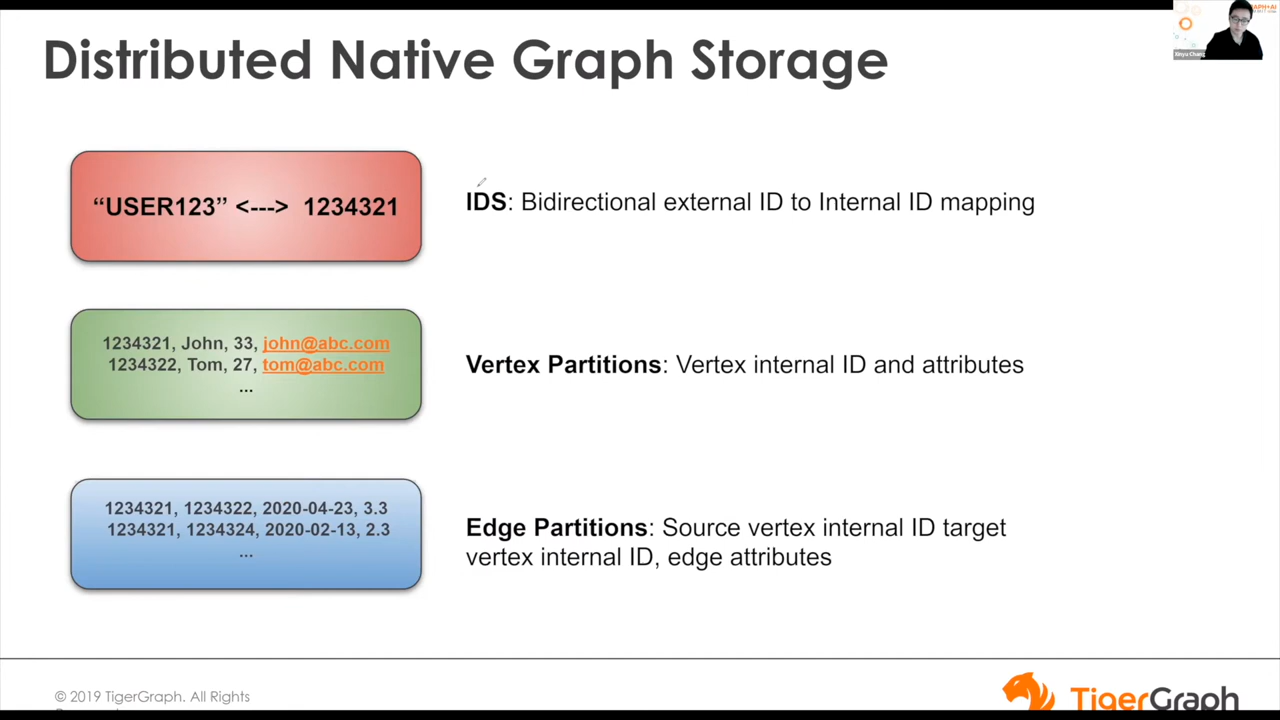 Distributed Native Graph Storage
Xinyu Chang
“USER123” <---> 1234321
IDS: Bidirectional external ID to Internal ID mapping
1234321, John, 33, john@abc.com
1234322, Tom, 27, tom@abc.com
...
Vertex Partitions: Vertex internal ID and attributes
1234321, 1234322, 2020-04-23, 3.3
1234321, 1234324, 2020-02-13, 2.3
...
Edge Partitions: Source vertex internal ID target
vertex internal ID, edge attributes
© 2019 TigerGraph. All Rights
TigerGraph